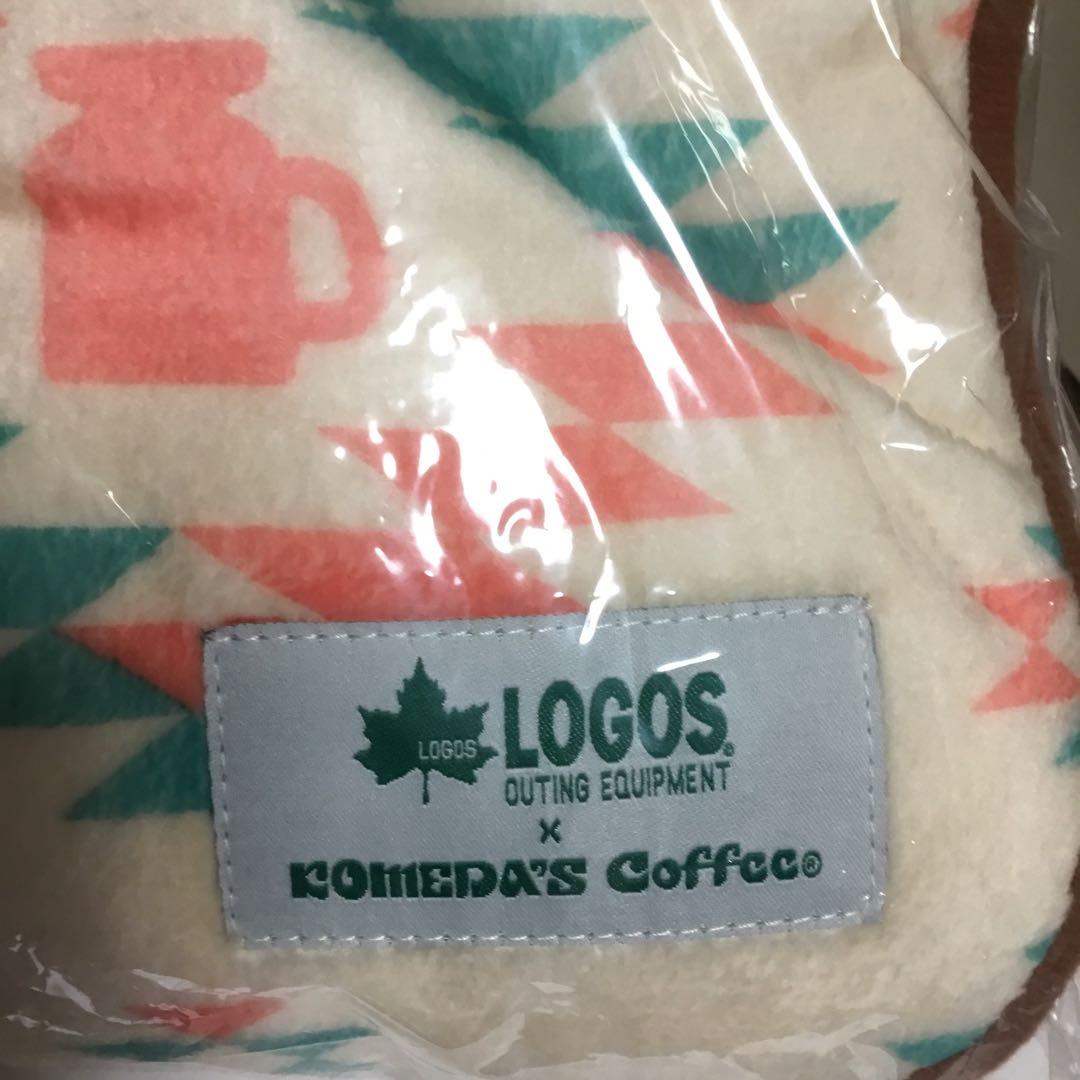 LOGOS
LOGOS®
OUTING EQUIPMENT
×
KOMEDA'S Coffee®